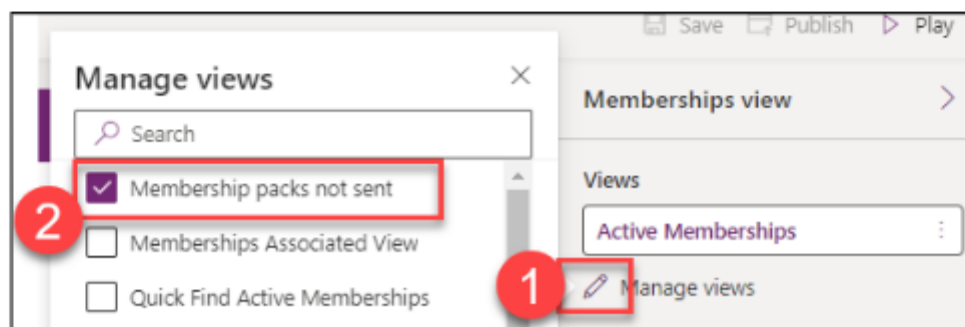 Save Publish Play
Manage views
Search
Membership packs not sent
2
Memberships Associated View
Quick Find Active Memberships
Memberships view
Views
Active Memberships
1
Manage views